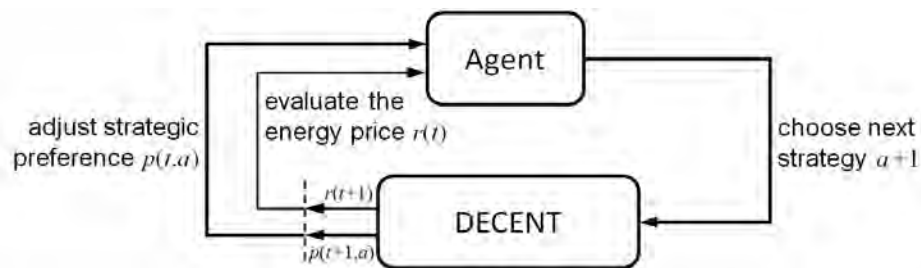 Agent
evaluate the
energy price r(t)
adjust strategic
preference p(t.a)
choose next
strategy a+1
r(t+1)
DECENT
p(t+1,a)